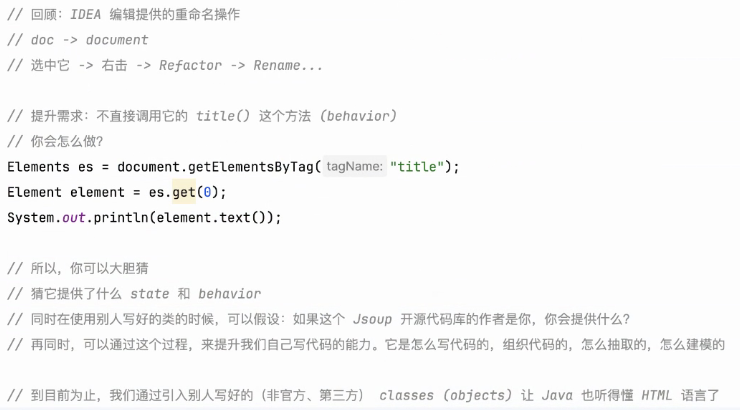 // 回顾：IDEA 编辑提供的重命名操作
// doc -> document
// 选中它 -> 右击 -> Refactor -> Rename...
// 提升需求：不直接调用它的 title() 这个方法 (behavior)
// 你会怎么做？
Elements es = document.getElementsByTag( tagName: "title");
Element element = es.get(0);
System.out.println(element.text());
// 所以，你可以大胆猜
// 猜它提供了什么 state 和 behavior
// 同时在使用别人写好的类的时候，可以假设：如果这个 Jsoup 开源代码库的作者是你，你会提供什么？
// 再同时，可以通过这个过程，来提升我们自己写代码的能力。它是怎么写代码的，组织代码的，怎么抽取的，怎么建模的
// 到目前为止，我们通过引入别人写好的（非官方、第三方） classes (objects) 让 Java 也听得懂 HTML 语言了